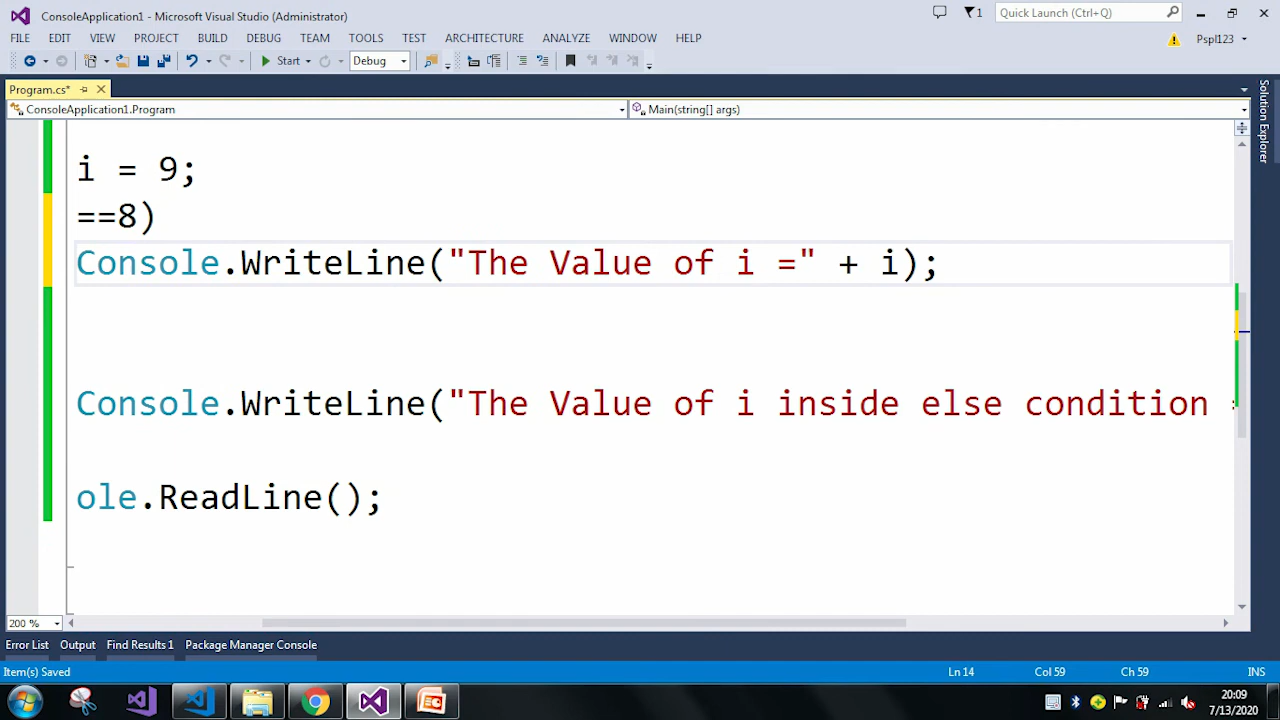 ConsoleApplication1 - Microsoft Visual Studio (Administrator)
1
Quick Launch (Ctrl+Q)
FILE EDIT VIEW PROJECT BUILD DEBUG TEAM TOOLS TEST ARCHITECTURE ANALYZE WINDOW HELP
Pspl123
Start Debug
Program.cs*
ConsoleApplication1.Program
Main(string[] args)
Solution Explorer
i = 9;
==8)
Console.WriteLine("The Value of i =" + i);
Console.WriteLine("The Value of i inside else condition
ole.ReadLine();
200 %
Error List Output Find Results 1 Package Manager Console
Item(s) Saved
Ln 14 Col 59 Ch 59 INS
20:09
7/13/2020